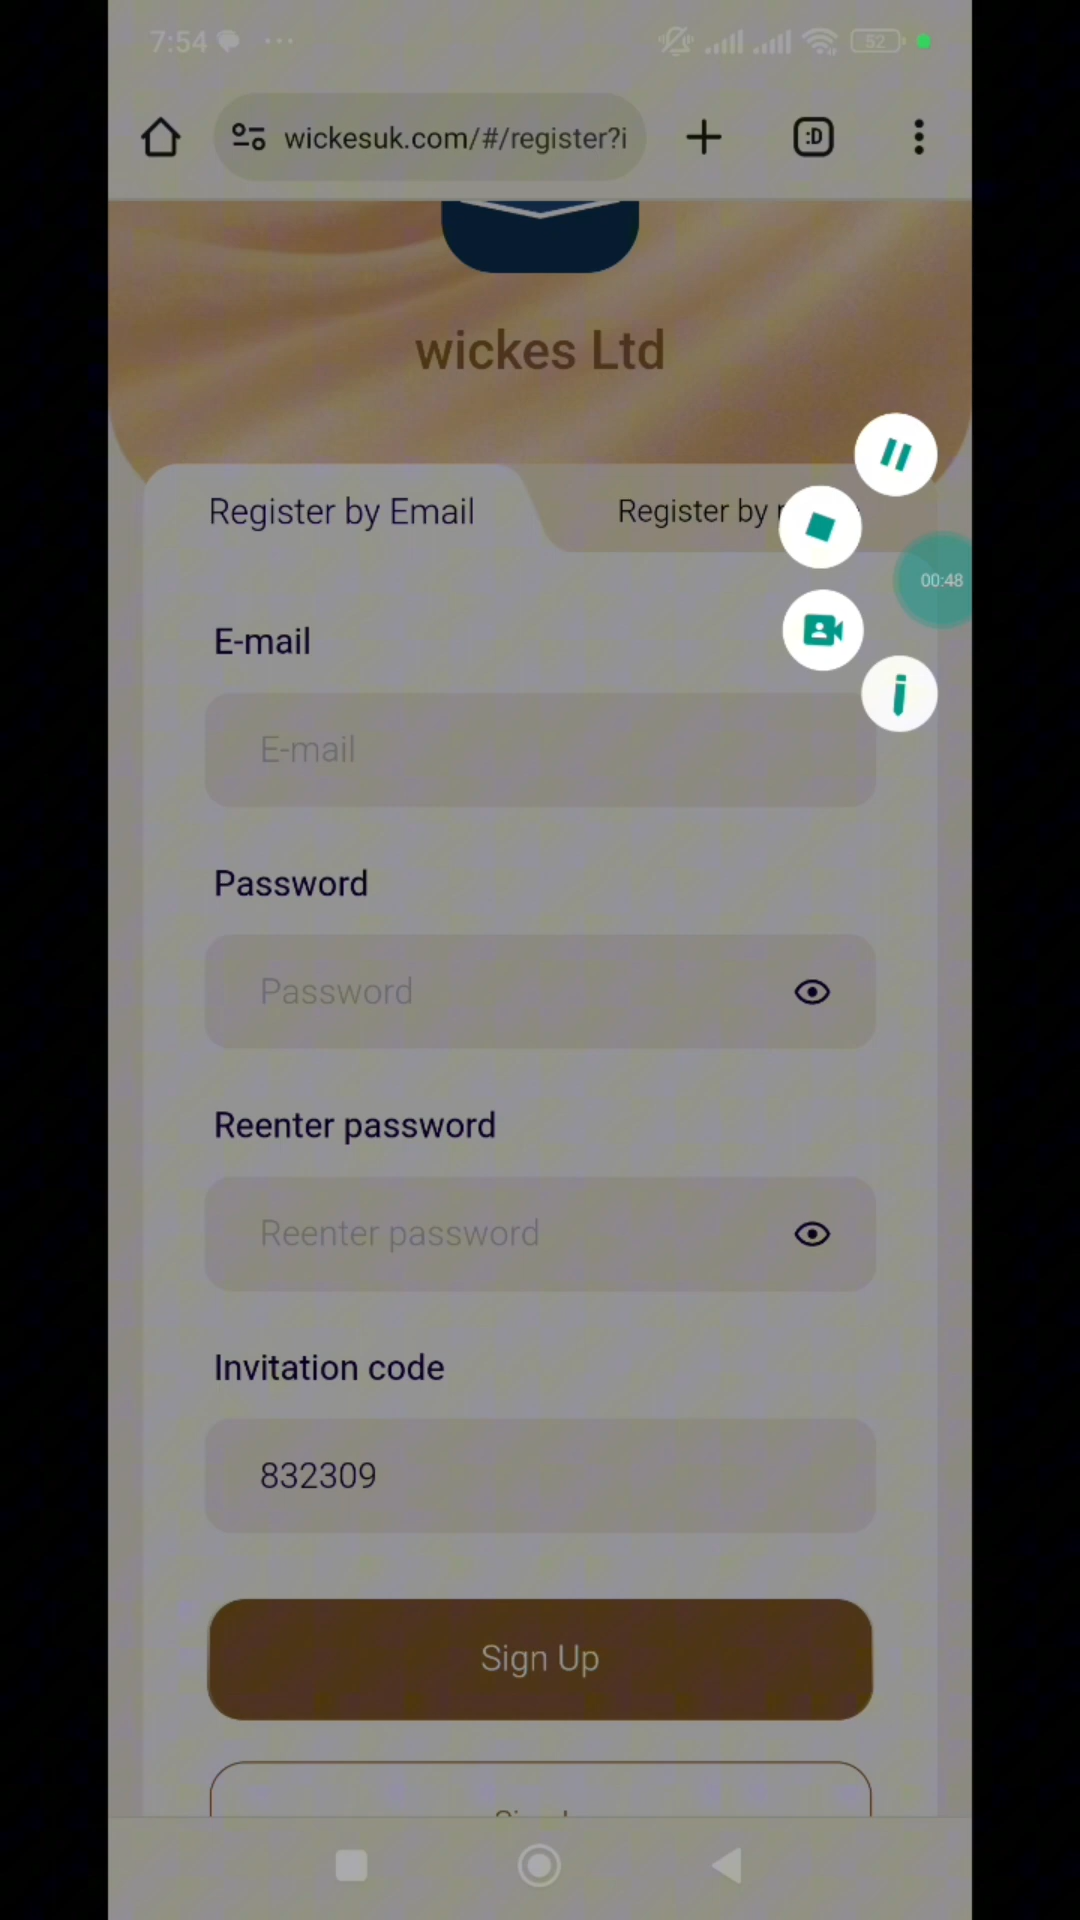 7:54
52
wickesuk.com/#/register?i
:D
wickes Ltd
Register by Email
Register by
00:48
E-mail
E-mail
Password
Password
Reenter password
Reenter password
Invitation code
832309
Sign Up